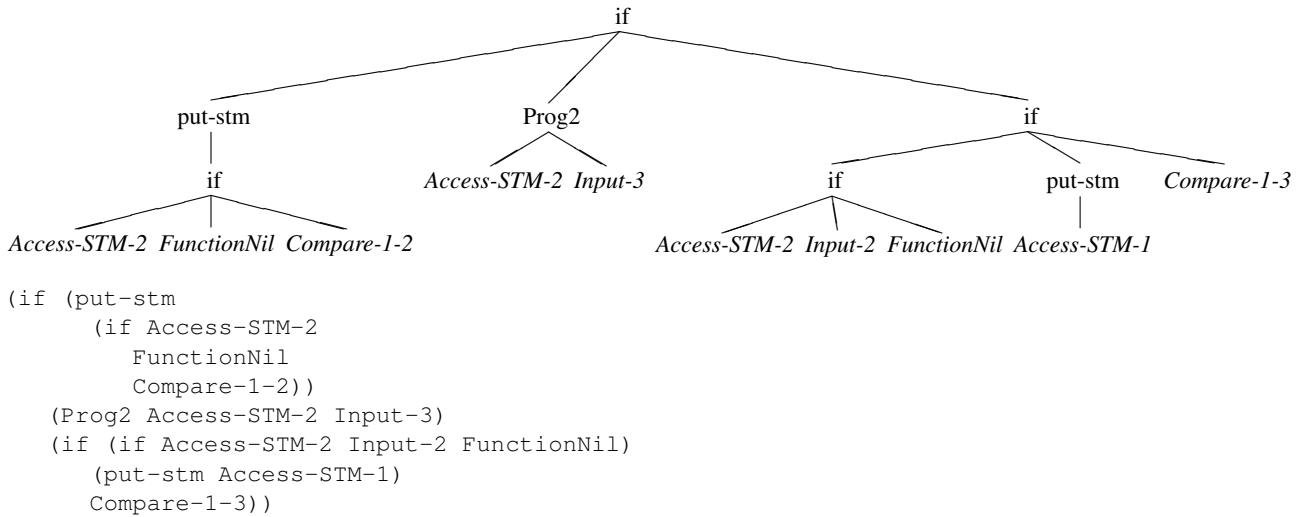 if
put-stm Prog2 if
if Access-STM-2 Input-3 if put-stm Compare-1-3
Access-STM-2 FunctionNil Compare-1-2 Access-STM-2 Input-2 FunctionNil Access-STM-1
(if (put-stm
(if Access-STM-2
FunctionNil
Compare-1-2))
(Prog2 Access-STM-2 Input-3)
(if (if Access-STM-2 Input-2 FunctionNil)
(put-stm Access-STM-1)
Compare-1-3))